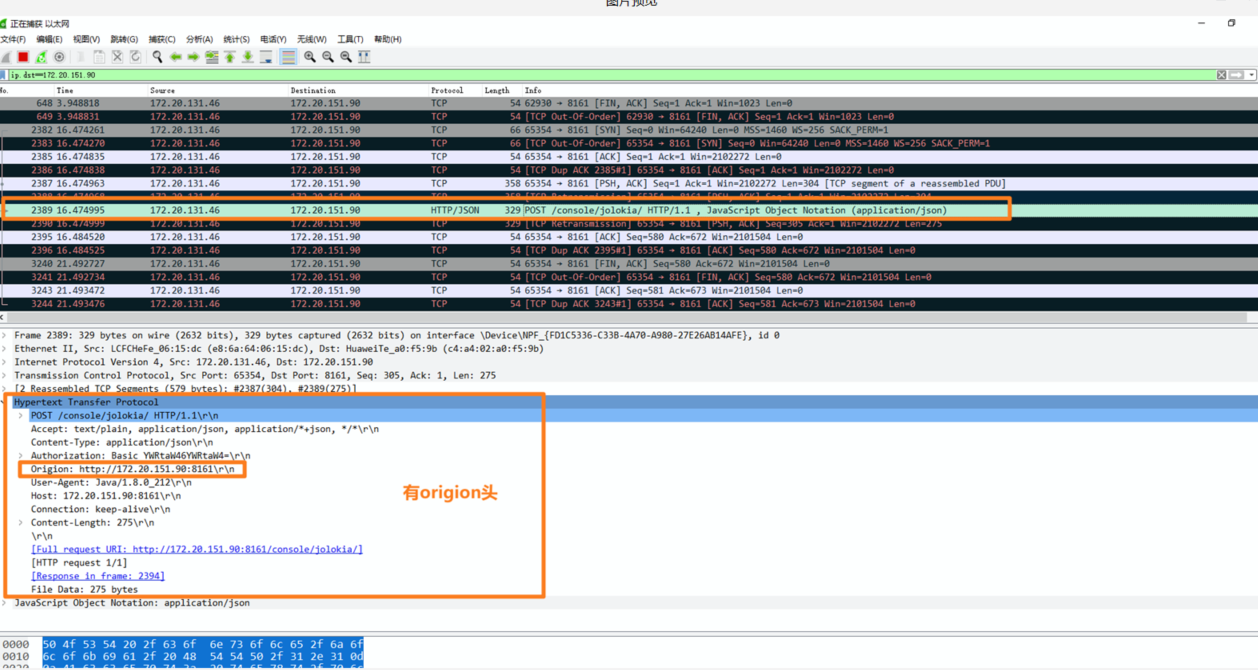 图片预览
正在捕获 以太网
文件(F) 编辑(E) 视图(V) 跳转(G) 捕获(C) 分析(A) 统计(S) 电话(Y) 无线(W) 工具(T) 帮助(H)
ip.dst==172.20.151.90
No. Time Source Destination Protocol Length Info
648 3.948818 172.20.131.46 172.20.151.90 TCP 54 62930 → 8161 [FIN, ACK] Seq=1 Ack=1 Win=1023 Len=0
649 3.948831 172.20.131.46 172.20.151.90 TCP 54 [TCP Out-Of-Order] 62930 → 8161 [FIN, ACK] Seq=1 Ack=1 Win=1023 Len=0
2382 16.474261 172.20.131.46 172.20.151.90 TCP 66 65354 → 8161 [SYN] Seq=0 Win=64240 Len=0 MSS=1460 WS=256 SACK_PERM=1
2383 16.474270 172.20.131.46 172.20.151.90 TCP 66 [TCP Out-Of-Order] 65354 → 8161 [SYN] Seq=0 Win=64240 Len=0 MSS=1460 WS=256 SACK_PERM=1
2385 16.474835 172.20.131.46 172.20.151.90 TCP 54 65354 → 8161 [ACK] Seq=1 Ack=1 Win=2102272 Len=0
2386 16.474838 172.20.131.46 172.20.151.90 TCP 54 [TCP Dup ACK 2385#1] 65354 → 8161 [ACK] Seq=1 Ack=1 Win=2102272 Len=0
2387 16.474963 172.20.131.46 172.20.151.90 TCP 358 65354 → 8161 [PSH, ACK] Seq=1 Ack=1 Win=2102272 Len=304 [TCP segment of a reassembled PDU]
2389 16.474995 172.20.131.46 172.20.151.90 HTTP/JSON 329 POST /console/jolokia/ HTTP/1.1 , JavaScript Object Notation (application/json)
2390 16.474999 172.20.131.46 172.20.151.90 TCP 329 [TCP Retransmission] 65354 → 8161 [PSH, ACK] Seq=305 Ack=1 Win=2102272 Len=275
2395 16.484520 172.20.131.46 172.20.151.90 TCP 54 65354 → 8161 [ACK] Seq=580 Ack=672 Win=2101504 Len=0
2396 16.484525 172.20.131.46 172.20.151.90 TCP 54 [TCP Dup ACK 2395#1] 65354 → 8161 [ACK] Seq=580 Ack=672 Win=2101504 Len=0
3240 21.492727 172.20.131.46 172.20.151.90 TCP 54 65354 → 8161 [FIN, ACK] Seq=580 Ack=672 Win=2101504 Len=0
3241 21.492734 172.20.131.46 172.20.151.90 TCP 54 [TCP Out-Of-Order] 65354 → 8161 [FIN, ACK] Seq=580 Ack=672 Win=2101504 Len=0
3243 21.493472 172.20.131.46 172.20.151.90 TCP 54 65354 → 8161 [ACK] Seq=581 Ack=673 Win=2101504 Len=0
3244 21.493476 172.20.131.46 172.20.151.90 TCP 54 [TCP Dup ACK 3243#1] 65354 → 8161 [ACK] Seq=581 Ack=673 Win=2101504 Len=0
Frame 2389: 329 bytes on wire (2632 bits), 329 bytes captured (2632 bits) on interface \Device\NPF_{FD1C5336-C33B-4A70-A980-27E26AB14AFE}, id 0
Ethernet II, Src: LCFCHeFe_06:15:dc (e8:6a:64:06:15:dc), Dst: HuaweiTe_a0:f5:9b (c4:a4:02:a0:f5:9b)
Internet Protocol Version 4, Src: 172.20.131.46, Dst: 172.20.151.90
Transmission Control Protocol, Src Port: 65354, Dst Port: 8161, Seq: 305, Ack: 1, Len: 275
[2 Reassembled TCP Segments (579 bytes): #2387(304), #2389(275)]
Hypertext Transfer Protocol
POST /console/jolokia/ HTTP/1.1\r\n
Accept: text/plain, application/json, application/*+json, */*\r\n
Content-Type: application/json\r\n
Authorization: Basic YWRtaW46YWRtaW4=\r\n
Origion: http://172.20.151.90:8161\r\n
User-Agent: Java/1.8.0_212\r\n
Host: 172.20.151.90:8161\r\n
有origion头
Connection: keep-alive\r\n
Content-Length: 275\r\n
\r\n
[Full request URI: http://172.20.151.90:8161/console/jolokia/]
[HTTP request 1/1]
[Response in frame: 2394]
File Data: 275 bytes
JavaScript Object Notation: application/json
0000 50 4f 53 54 20 2f 63 6f 6e 73 6f 6c 65 2f 6a 6f
0010 6c 6f 6b 69 61 2f 20 48 54 54 50 2f 31 2e 31 0d